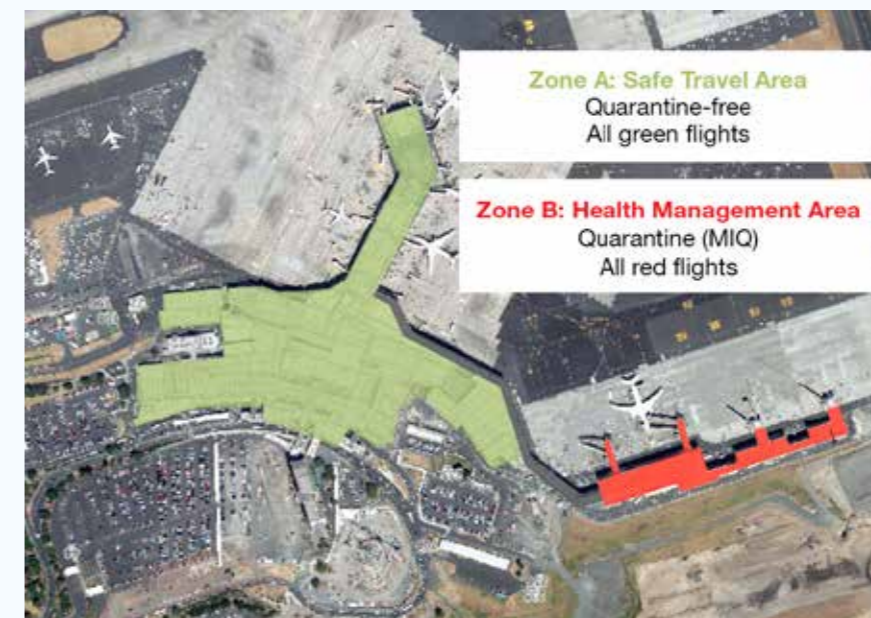 Zone A: Safe Travel Area
Quarantine-free
All green flights
Zone B: Health Management Area
Quarantine (MIQ)
All red flights